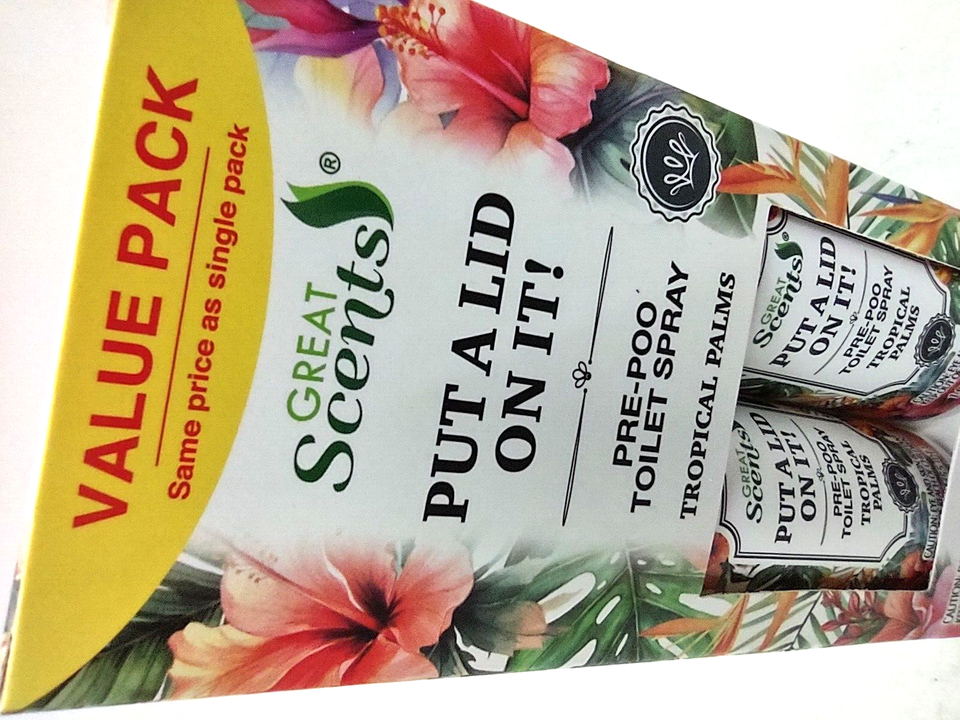 VALUE PACK
Same price as single pack
GREAT
Scents®
PUT A LID
ON IT!
PRE-POO
TOILET SPRAY
TROPICAL PALMS
GREAT
Scents
PUT A LID
ON IT!
PRE-POO
TOILET SPRAY
TROPICAL
PALMS
GREAT
Scents®
PUT A LID
ON IT!
PRE-POO
TOILET SPRAY
TROPICAL
PALMS